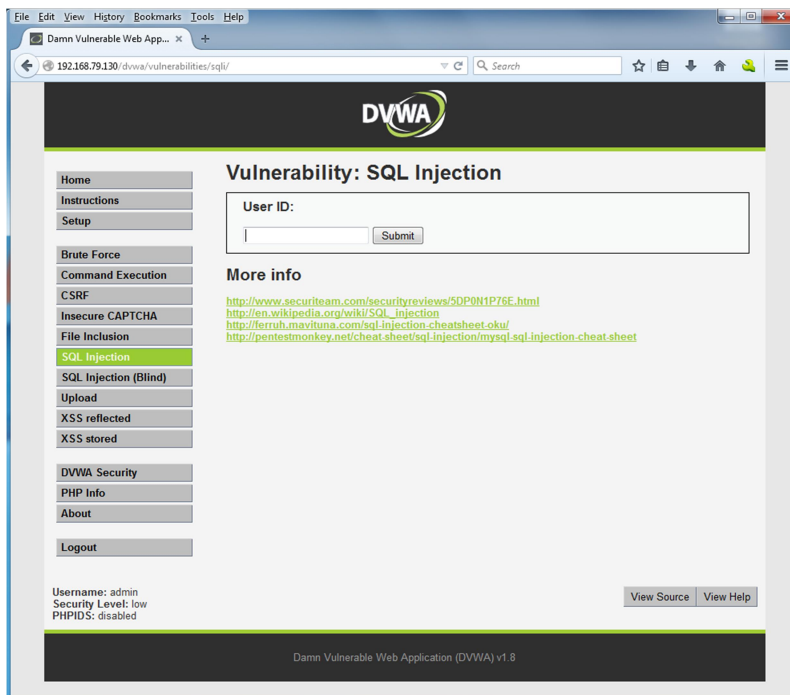 File Edit View History Bookmarks Tools Help
Damn Vulnerable Web App... ×
192.168.79.130/dvwa/vulnerabilities/sqli/
Search
DVWA
Home
Instructions
Setup
Brute Force
Command Execution
CSRF
Insecure CAPTCHA
File Inclusion
SQL Injection
SQL Injection (Blind)
Upload
XSS reflected
XSS stored
DVWA Security
PHP Info
About
Logout
Vulnerability: SQL Injection
User ID:
Submit
More info
http://www.securiteam.com/securityreviews/5DP0N1P76E.html
http://en.wikipedia.org/wiki/SQL_injection
http://ferruh.mavituna.com/sql-injection-cheatsheet-oku/
http://pentestmonkey.net/cheat-sheet/sql-injection/mysql-sql-injection-cheat-sheet
Username: admin
Security Level: low
PHPIDS: disabled
View Source View Help
Damn Vulnerable Web Application (DVWA) v1.8